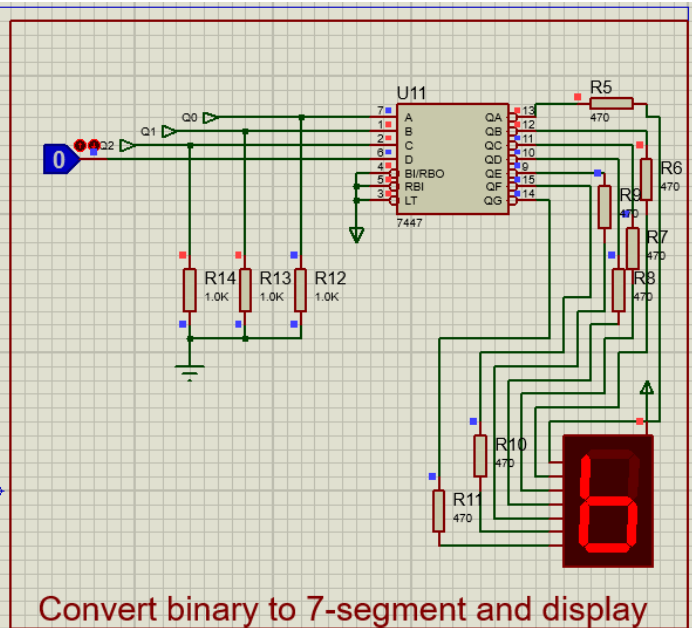 U11
R5
470
Q0
7
A
QA
13
Q1
1
B
QB
12
Q2
2
C
QC
11
0
6
D
QD
10
4
BI/RBO
QE
9
5
RBI
QF
15
3
LT
QG
14
7447
R6
470
R9
470
R7
470
R8
470
R14
1.0K
R13
1.0K
R12
1.0K
R10
470
R11
470
6
Convert binary to 7-segment and display